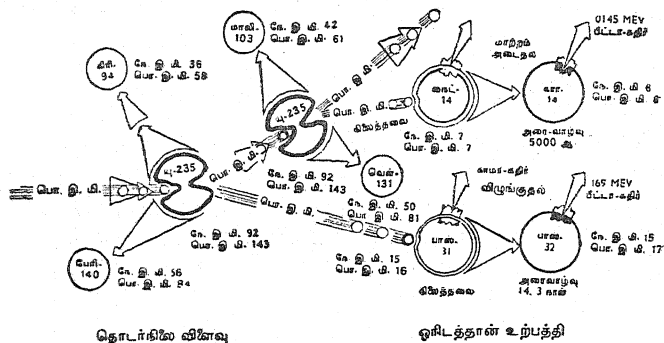 மாலி-
103
நே. இ. மி. 42
பொ. இ. மி. 61
கிரி-
94
நே. இ. மி. 36
பொ. இ. மி. 58
யு-235
பொ. இ. மி.
பொ. இ. மி.
கிலைத்தலை
மாற்றம்
அடைதல
0145 MEV
பீட்டா-கதிர்
நைட்-
14
கார்-
14
நே. இ. மி. 7
பொ. இ. மி. 7
நே. இ. மி. 6
பொ. இ. மி. 8
அரை-வாழ்வு
5000 ஆ
நே. இ. மி. 92
பொ. இ. மி. 143
வெள்-
131
நே. இ. மி. 50
பொ. இ. மி. 81
பொ. இ. மி.
யு-235
பொ. இ. மி.
பொ. இ. மி.
நே. இ. மி. 92
பொ. இ. மி. 143
பேரி-
140
நே. இ. மி. 56
பொ. இ. மி. 84
காமா-கதிர்
விழுங்குதல்
165 MEV
பீட்டா-கதிர்
பாஸ-
31
பாஸ-
32
நே. இ. மி. 15
பொ. இ. மி. 16
நே. இ. மி. 15
பொ. இ. மி. 17
கிலைத்தலை
அரைவாழ்வு
14. 3 நாள்
தொடர்நிலை விளைவு
ஓரிடத்தான் உற்பத்தி